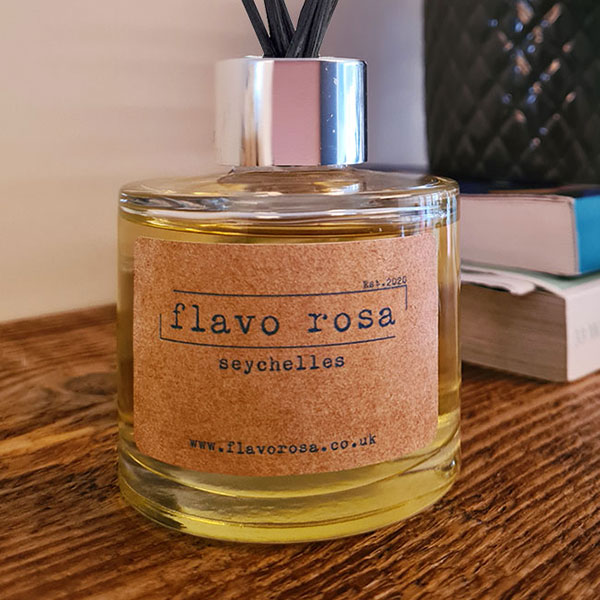 Est.2020
flavo rosa
seychelles
www.flavorosa.co.uk